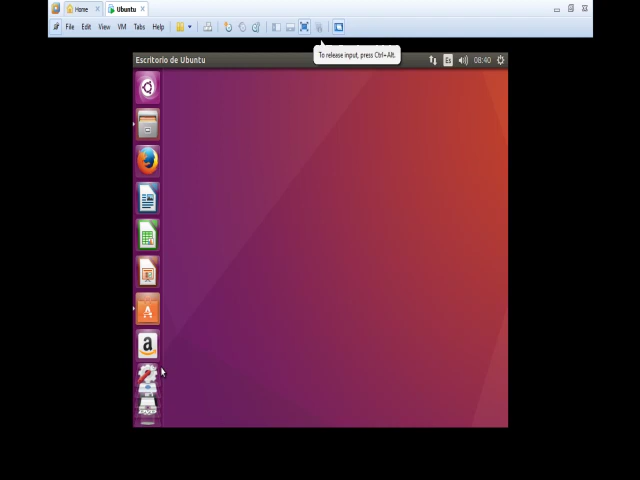 Home
Ubuntu
File Edit View VM Tabs Help
To release input, press Ctrl+Alt.
Escritorio de Ubuntu
Es
08:40
A
a